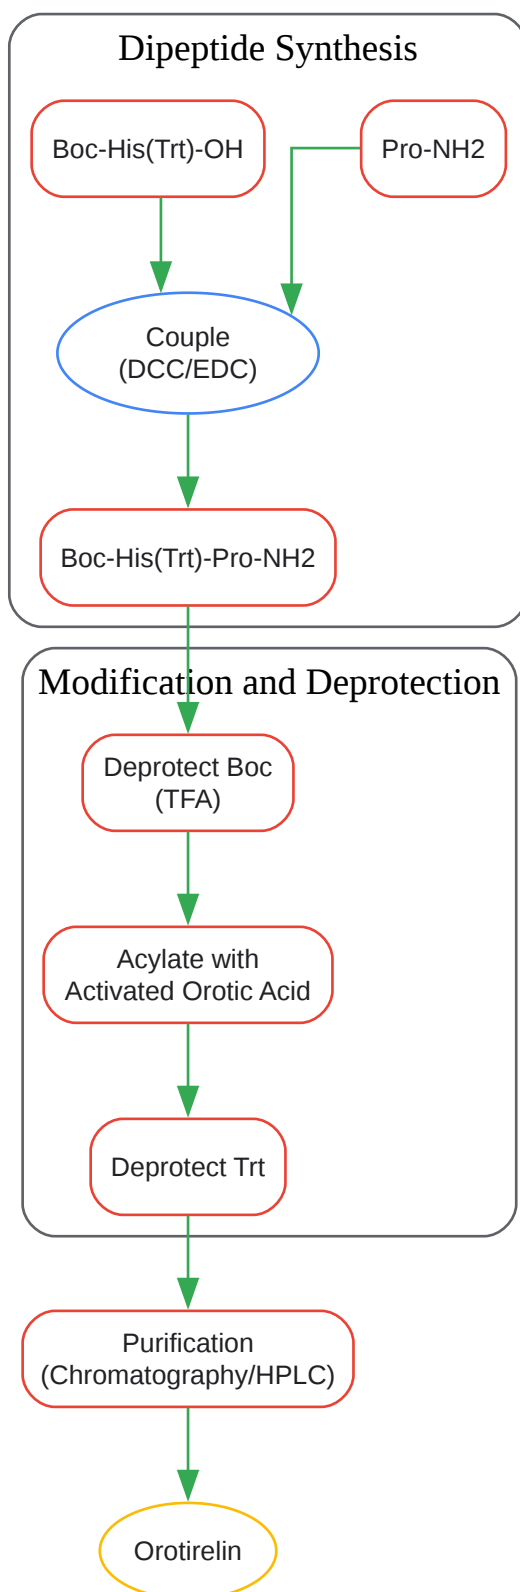 Dipeptide Synthesis
Boc-His(Trt)-OH
Pro-NH2
Couple
(DCC/EDC)
Boc-His(Trt)-Pro-NH2
Modification and Deprotection
Deprotect Boc
(TFA)
Acylate with
Activated Orotic Acid
Deprotect Trt
Purification
(Chromatography/HPLC)
Orotirelin